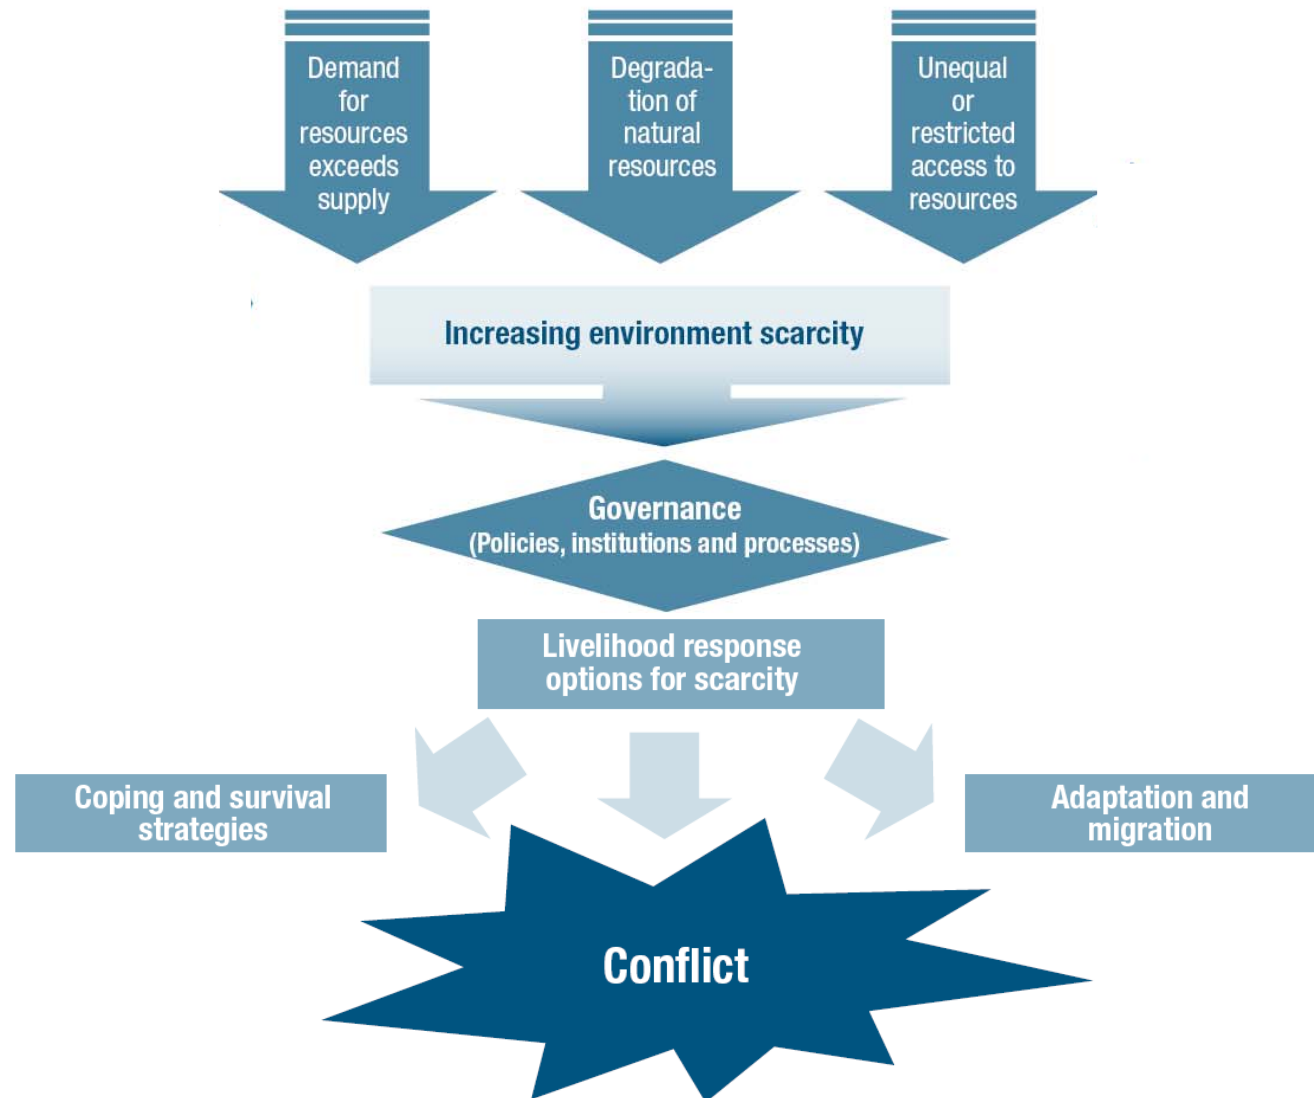 Demand
for
resources
exceeds
supply
Degrada-
tion of
natural
resources
Unequal
or
restricted
access to
resources
Increasing environment scarcity
Governance
(Policies, institutions and processes)
Livelihood response
options for scarcity
Coping and survival
strategies
Adaptation and
migration
Conflict